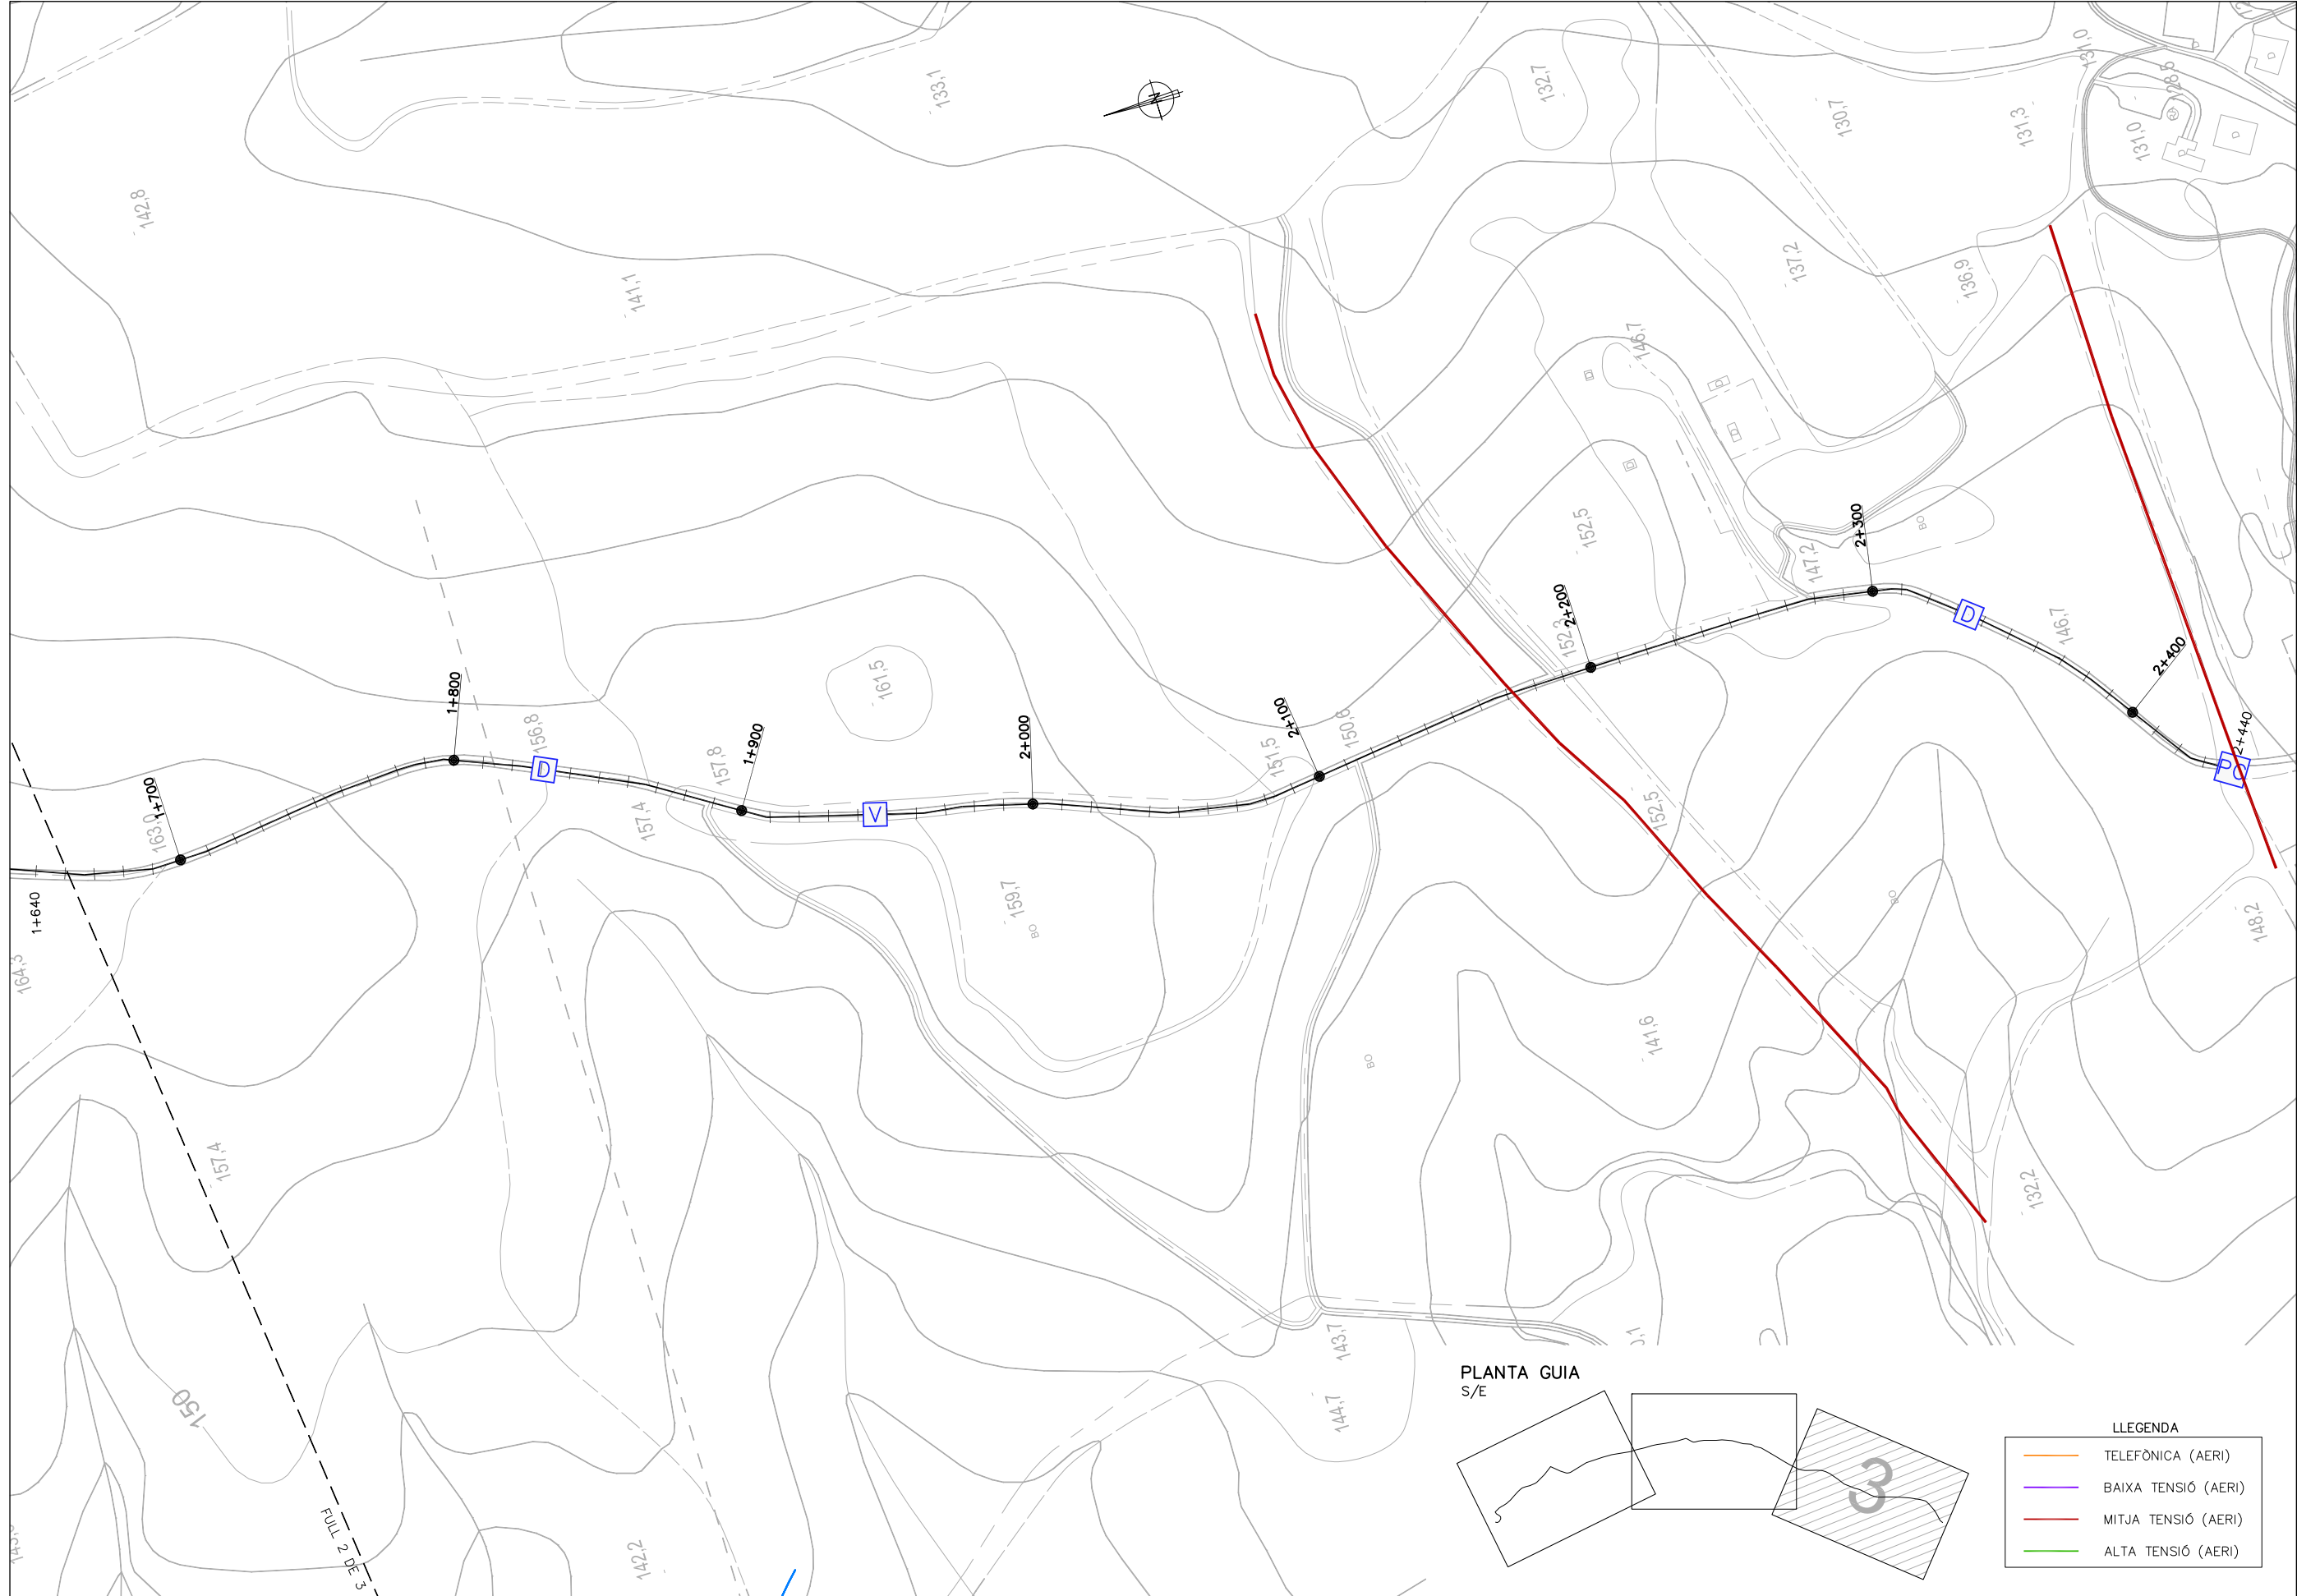 131,0
128,5
133,1
132,7
130,7
131,3
131,0
N
142,8
141,1
137,2
136,9
146,7
152,5
2+300
BO
147,2
2+200
152,3
D
146,7
2+400
1+800
161,5
156,8
D
157,8
1+900
2+000
2+100
151,5
150,6
2+440
PC
1+700
163,0
157,4
V
152,5
1+640
159,7
BO
BO
148,2
164,3
141,6
BO
157,4
132,2
143,7
144,7
150
142,2
FULL 2 DE 3
PLANTA GUIA
S/E
3
LLEGENDA
TELEFÒNICA (AERI)
BAIXA TENSIÓ (AERI)
MITJA TENSIÓ (AERI)
ALTA TENSIÓ (AERI)